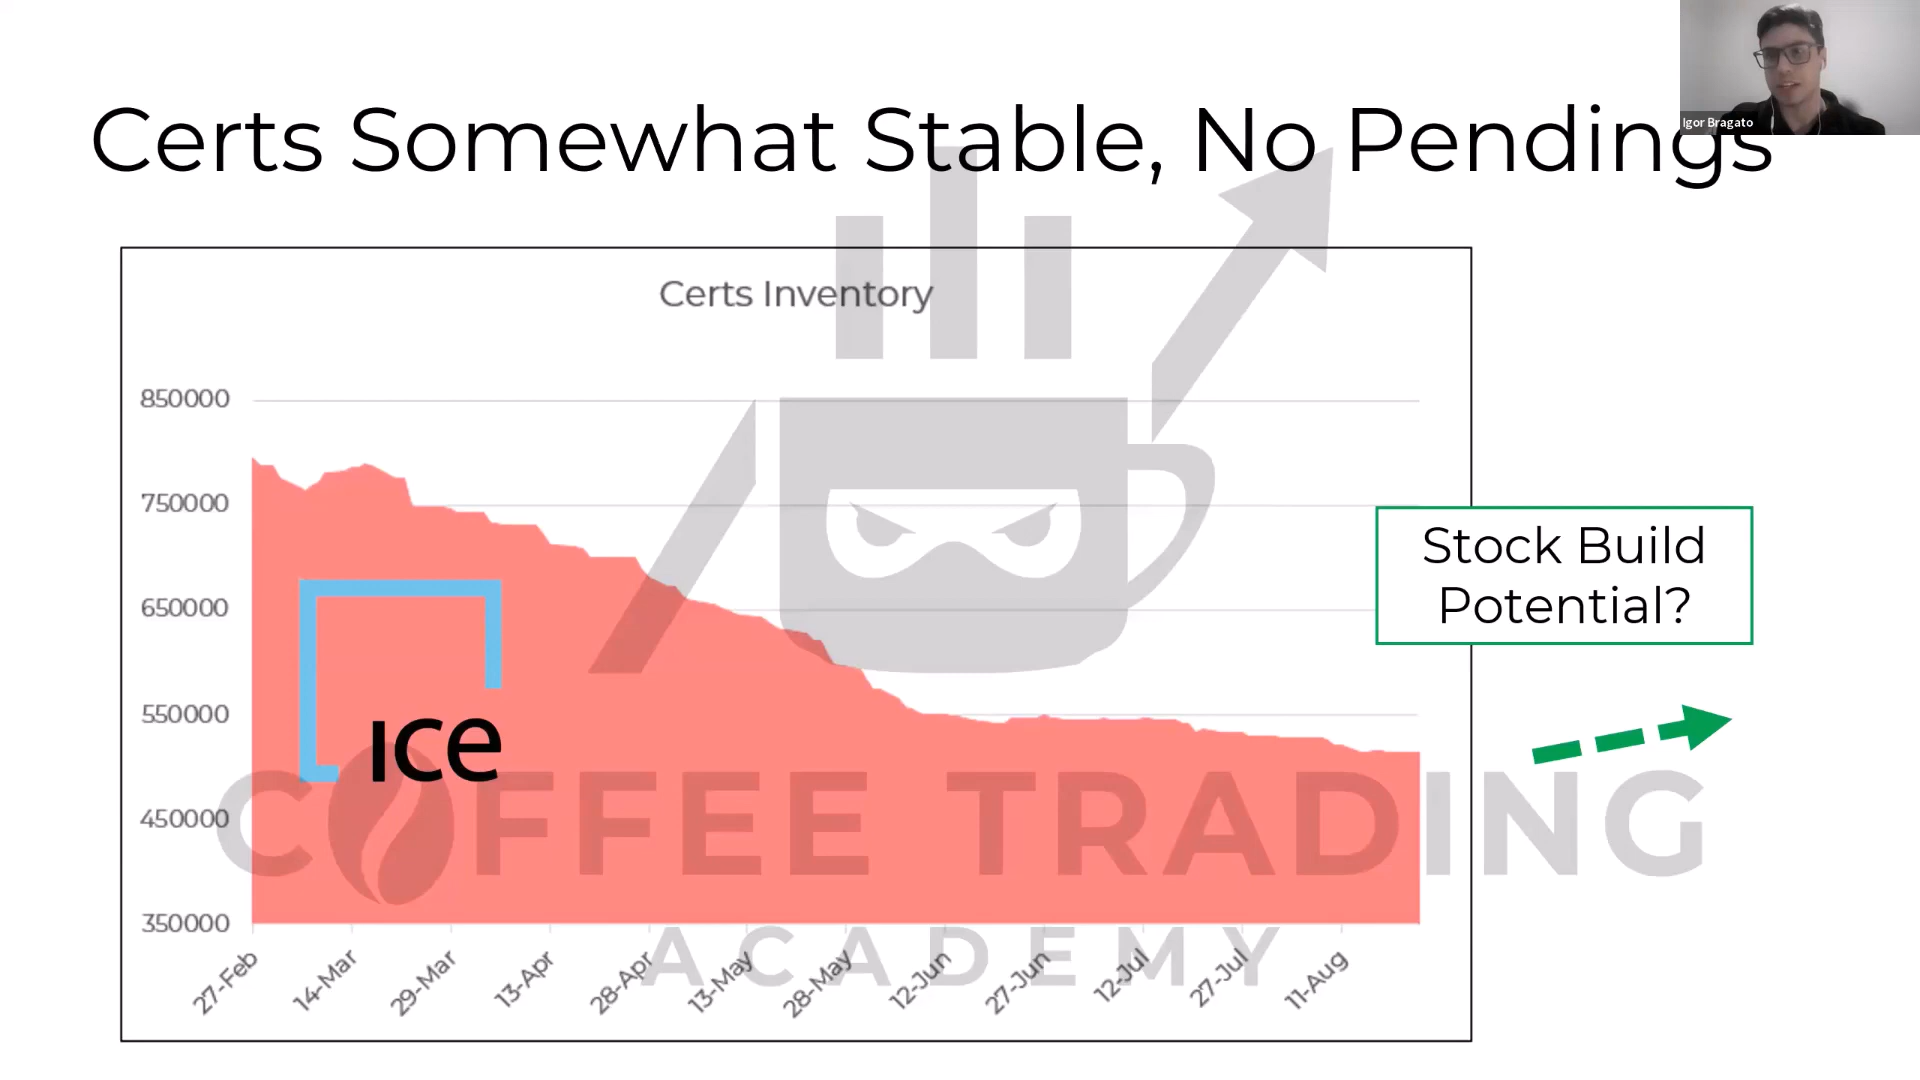 Igor Bragato
Certs Somewhat Stable, No Pendings
Certs Inventory
850000
750000
650000
550000
450000
350000
27-Feb
14-Mar
29-Mar
13-Apr
28-Apr
13-May
28-May
12-Jun
27-Jun
12-Jul
27-Jul
11-Aug
ice
Stock Build
Potential?
COFFEE TRADING
ACADEMY